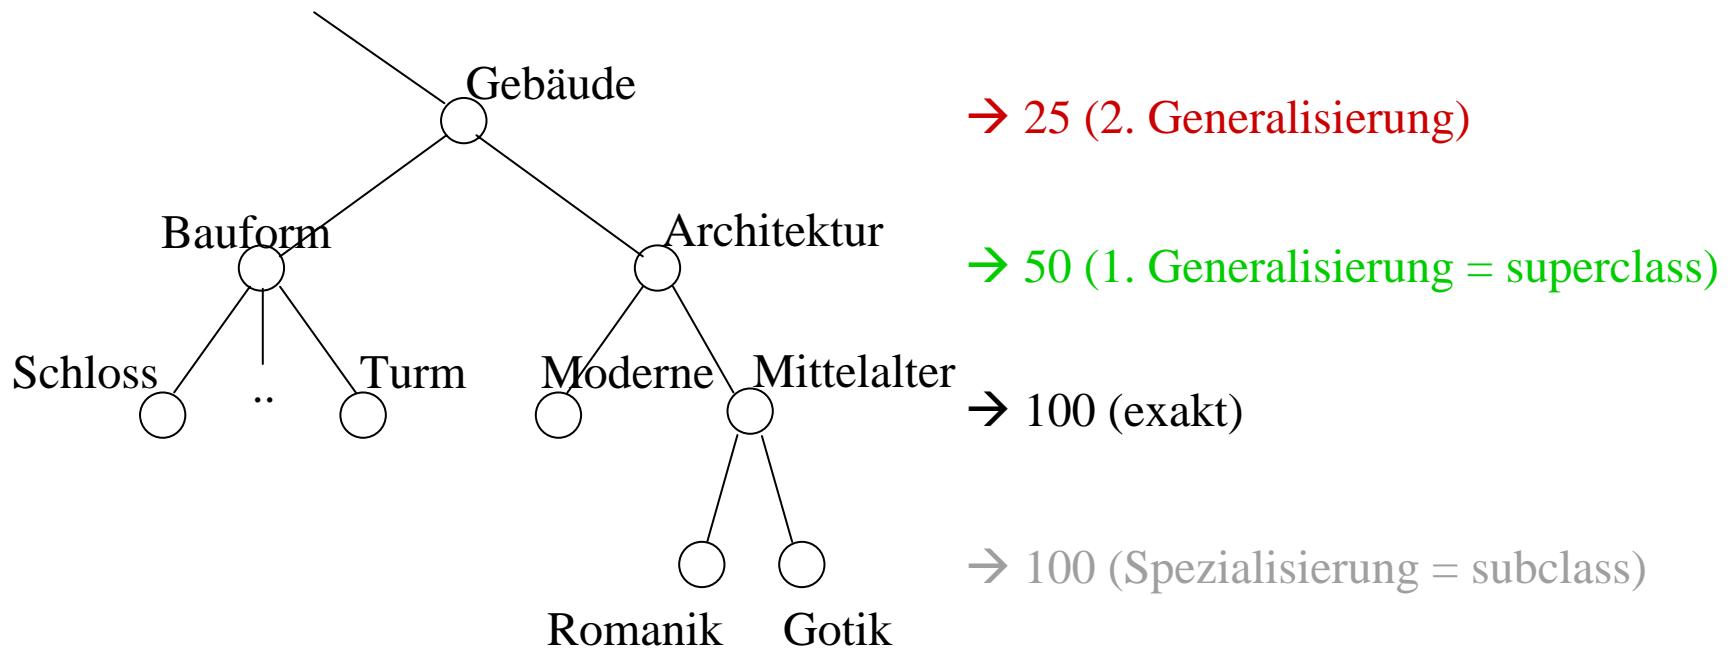 Gebäude
→ 25 (2. Generalisierung)
Bauform
Architektur
→ 50 (1. Generalisierung = superclass)
Schloss
..
Turm
Moderne
Mittelalter
→ 100 (exakt)
→ 100 (Spezialisierung = subclass)
Romanik
Gotik